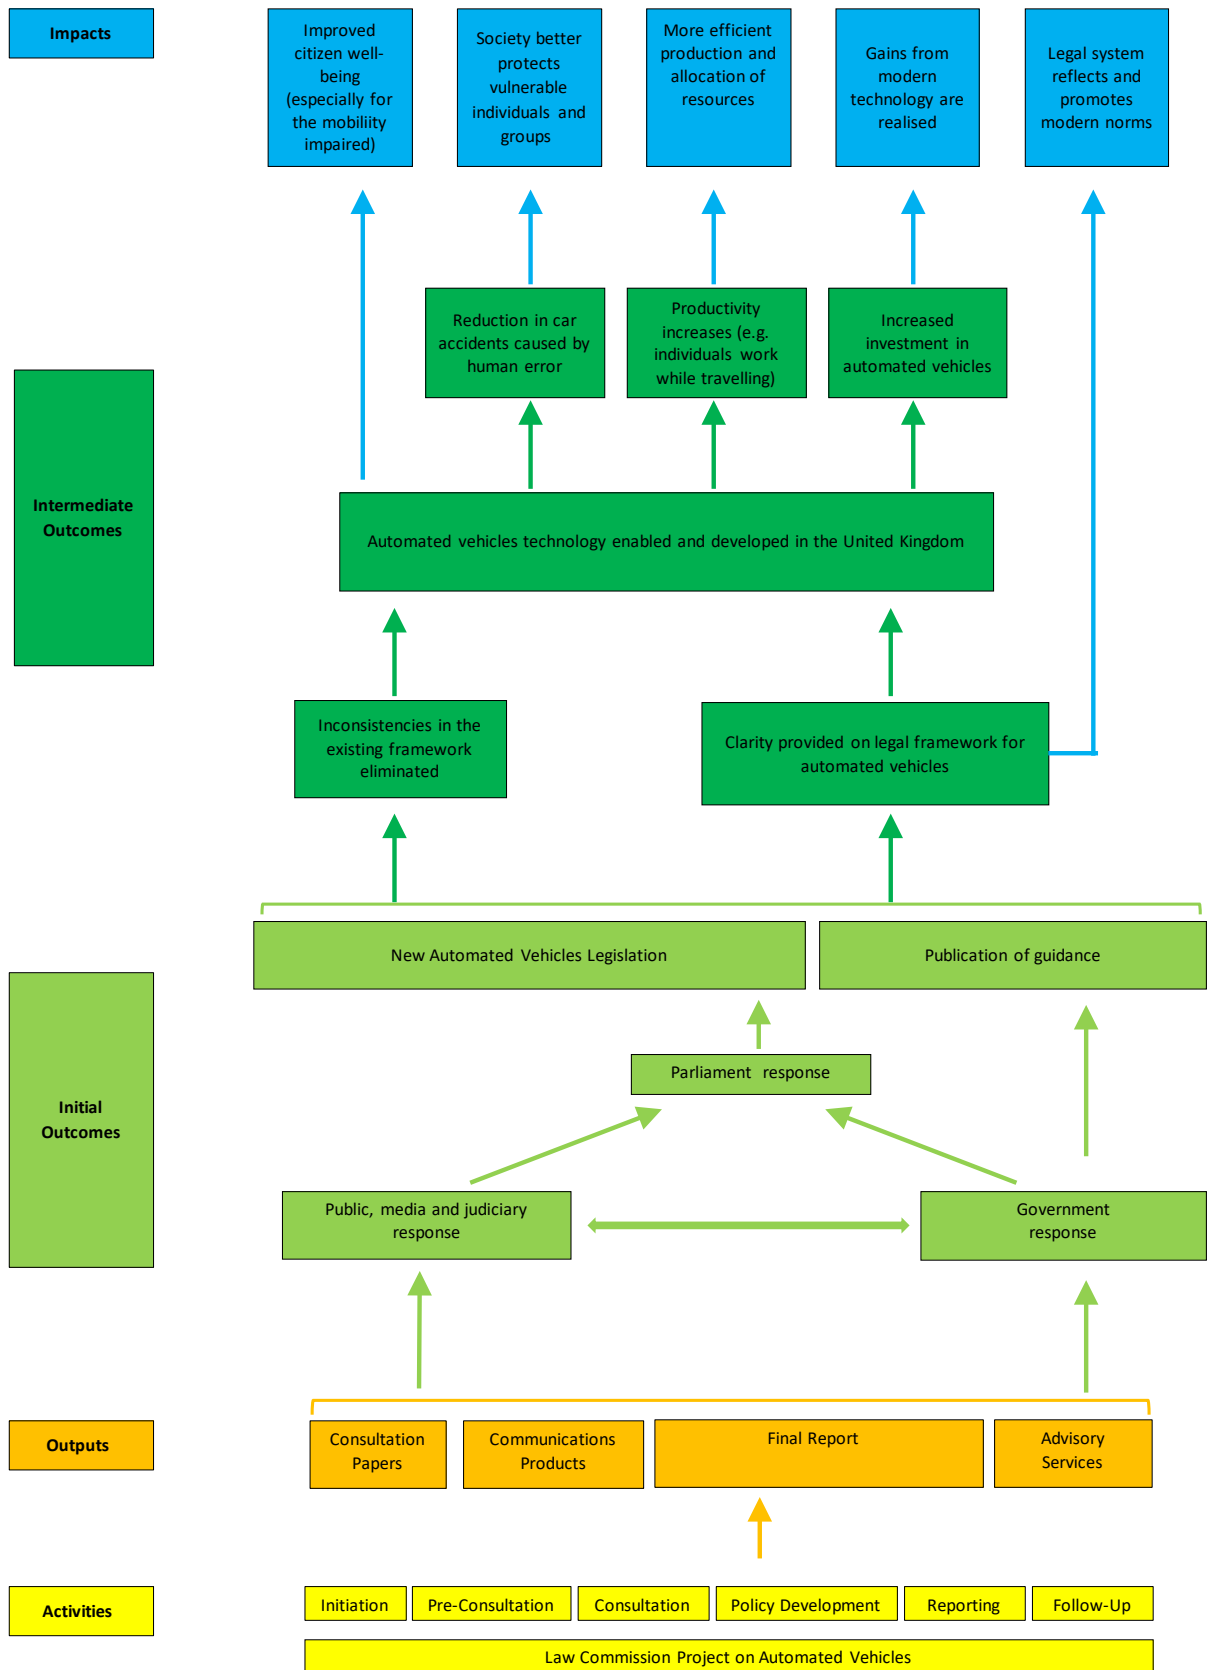 Impacts
Improved
citizen well-
being
(especially for
the mobiliity
impaired)
Society better
protects
vulnerable
individuals and
groups
More efficient
production and
allocation of
resources
Gains from
modern
technology are
realised
Legal system
reflects and
promotes
modern norms
Reduction in car
accidents caused by
human error
Productivity
increases (e.g.
individuals work
while travelling)
Increased
investment in
automated vehicles
Intermediate
Outcomes
Automated vehicles technology enabled and developed in the United Kingdom
Inconsistencies in the
existing framework
eliminated
Clarity provided on legal framework for
automated vehicles
New Automated Vehicles Legislation
Publication of guidance
Initial
Outcomes
Parliament response
Public, media and judiciary
response
Government
response
Outputs
Consultation
Papers
Communications
Products
Final Report
Advisory
Services
Activities
Initiation
Pre-Consultation
Consultation
Policy Development
Reporting
Follow-Up
Law Commission Project on Automated Vehicles